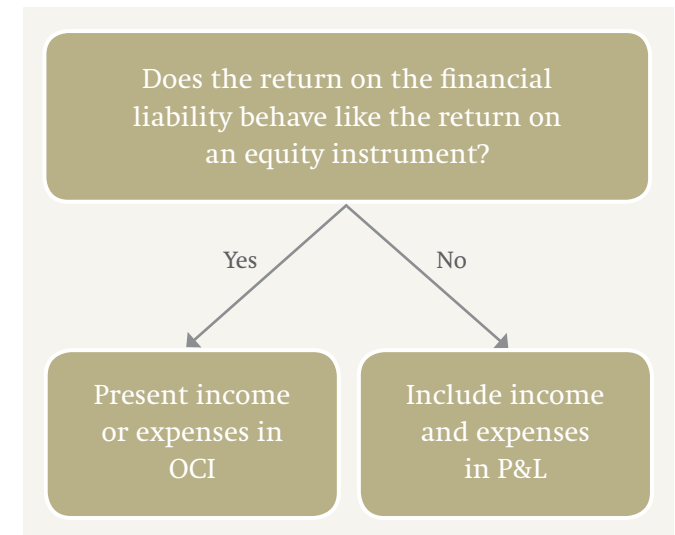 Does the return on the financial
liability behave like the return on
an equity instrument?
Yes
No
Present income
or expenses in
OCI
Include income
and expenses
in P&L